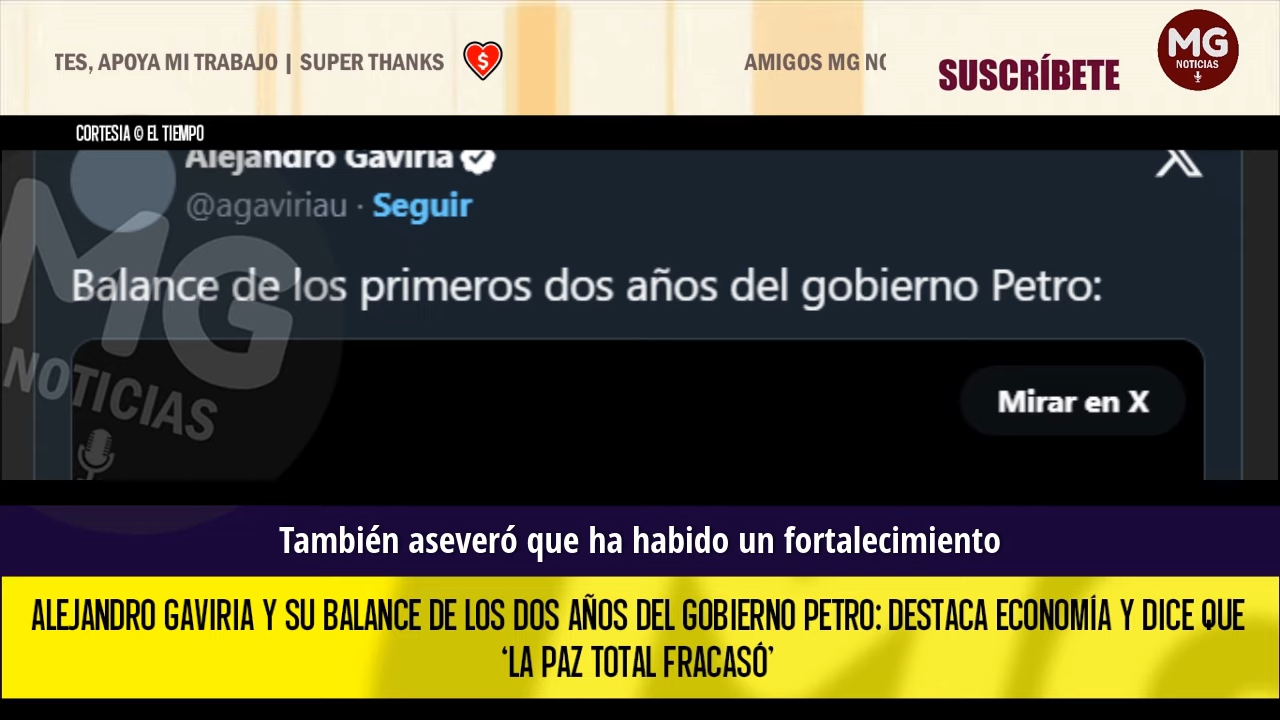 TES, APOYA MI TRABAJO | SUPER THANKS
AMIGOS MG NO
SUSCRÍBETE
MG
NOTICIAS
CORTESIA © EL TIEMPO
Alejandro Gaviria
@agaviriau · Seguir
Balance de los primeros dos años del gobierno Petro:
MG
NOTICIAS
Mirar en X
También aseveró que ha habido un fortalecimiento
ALEJANDRO GAVIRIA Y SU BALANCE DE LOS DOS AÑOS DEL GOBIERNO PETRO: DESTACA ECONOMÍA Y DICE QUE
‘LA PAZ TOTAL FRACASÓ’